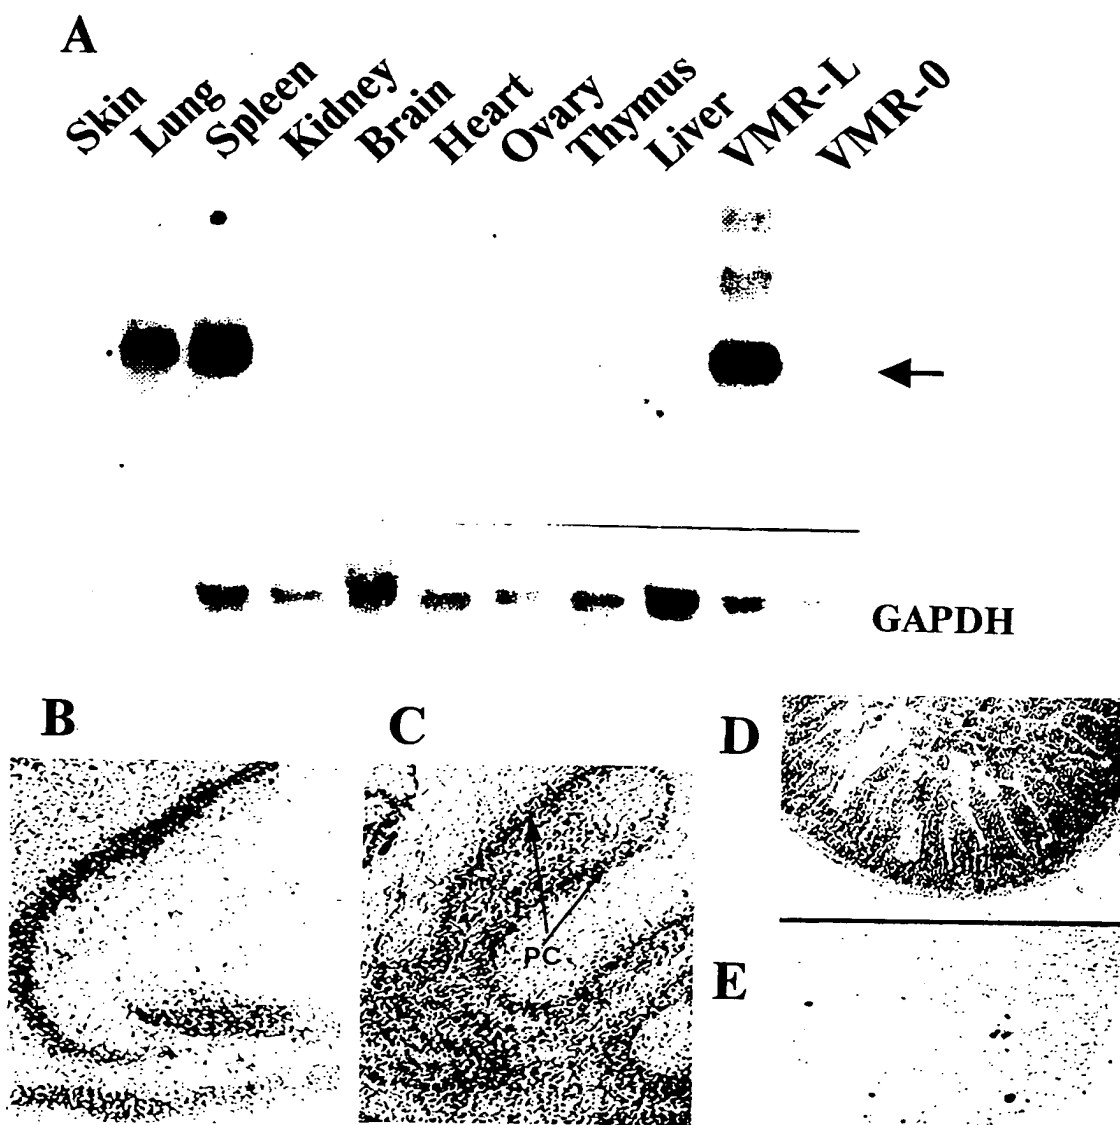 A
Skin
Lung
Spleen
Kidney
Brain
Heart
Ovary
Thymus
Liver
VMR-L
VMR-0
GAPDH
B
C
D
PC
E